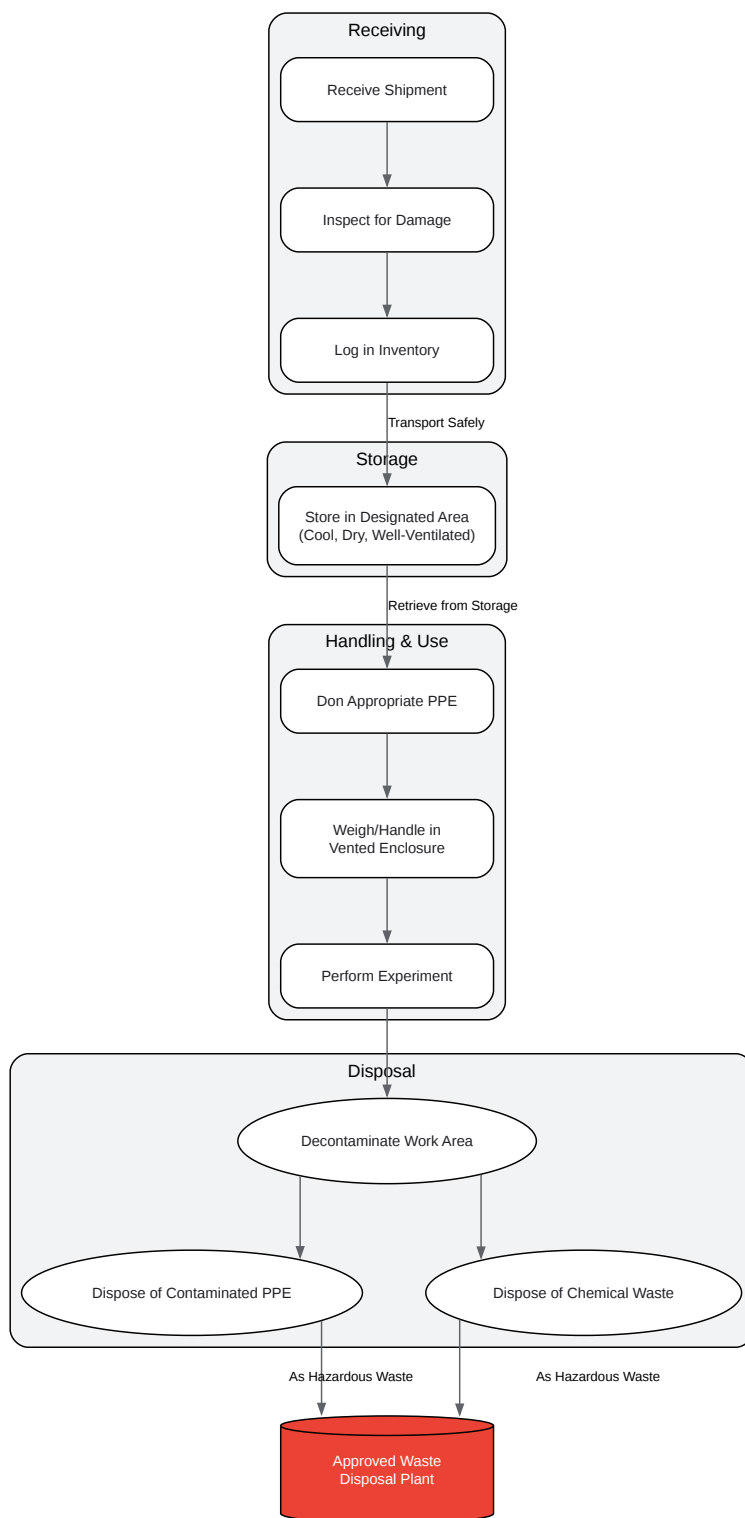 Receiving
Receive Shipment
Inspect for Damage
Log in Inventory
Transport Safely
Storage
Store in Designated Area
(Cool, Dry, Well-Ventilated)
Retrieve from Storage
Handling & Use
Don Appropriate PPE
Weigh/Handle in
Vented Enclosure
Perform Experiment
Disposal
Decontaminate Work Area
Dispose of Contaminated PPE
Dispose of Chemical Waste
As Hazardous Waste
As Hazardous Waste
Approved Waste
Disposal Plant